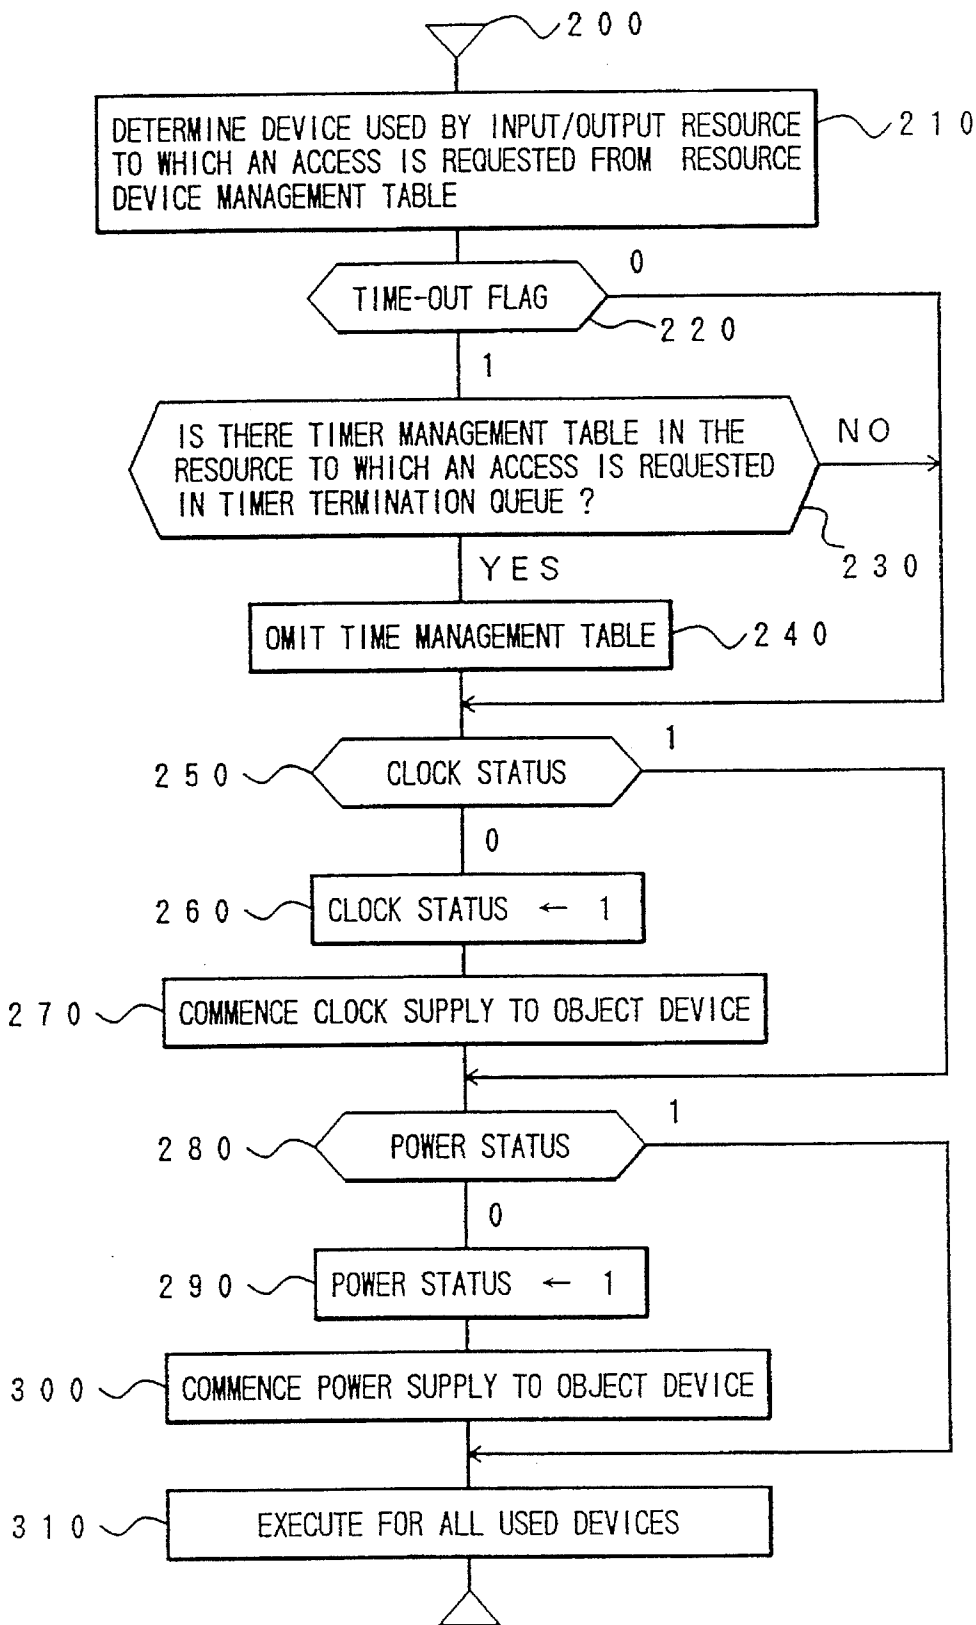 200
DETERMINE DEVICE USED BY INPUT/OUTPUT RESOURCE
TO WHICH AN ACCESS IS REQUESTED FROM RESOURCE
DEVICE MANAGEMENT TABLE
210
0
TIME-OUT FLAG
220
1
IS THERE TIMER MANAGEMENT TABLE IN THE
RESOURCE TO WHICH AN ACCESS IS REQUESTED
IN TIMER TERMINATION QUEUE ?
NO
230
YES
OMIT TIME MANAGEMENT TABLE
240
1
250
CLOCK STATUS
0
260
CLOCK STATUS ← 1
270
COMMENCE CLOCK SUPPLY TO OBJECT DEVICE
1
280
POWER STATUS
0
290
POWER STATUS ← 1
300
COMMENCE POWER SUPPLY TO OBJECT DEVICE
310
EXECUTE FOR ALL USED DEVICES